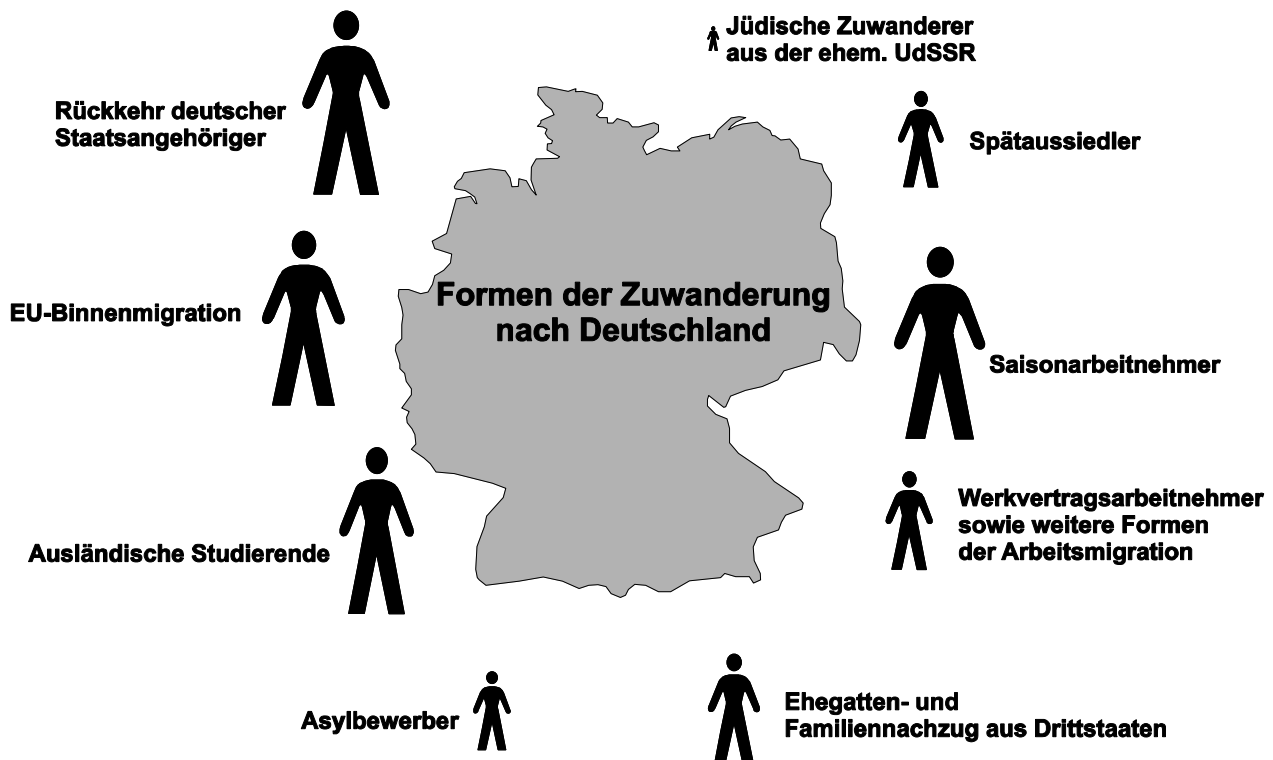 Formen der Zuwanderung
nach Deutschland
Jüdische Zuwanderer
aus der ehem. UdSSR
Spätaussiedler
Saisonarbeitnehmer
Werkvertragsarbeitnehmer
sowie weitere Formen
der Arbeitsmigration
Ehegatten- und
Familiennachzug aus Drittstaaten
Asylbewerber
Ausländische Studierende
EU-Binnenmigration
Rückkehr deutscher
Staatsangehöriger